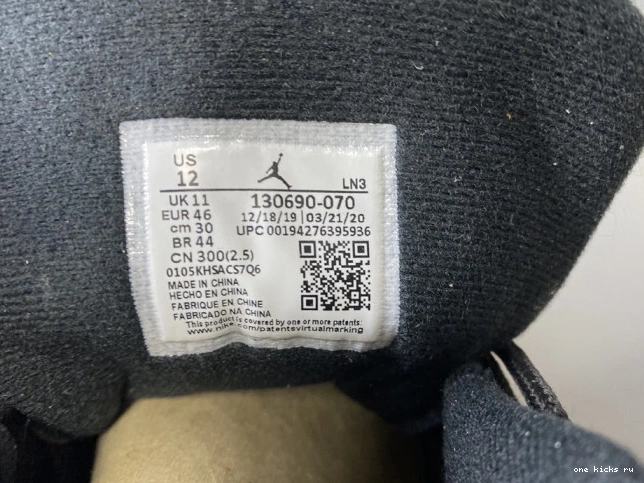 US
12
LN3
UK 11
130690-070
EUR 46
12/18/19 | 03/21/20
cm 30
UPC 00194276395936
BR 44
CN 300(2.5)
0105KHSACS7Q6
MADE IN CHINA
HECHO EN CHINA
FABRIQUE EN CHINE
FABRICADO NA CHINA
This product is covered by one or more patents:
www.nike.com/patentsvirtualmarking
one kicks ru